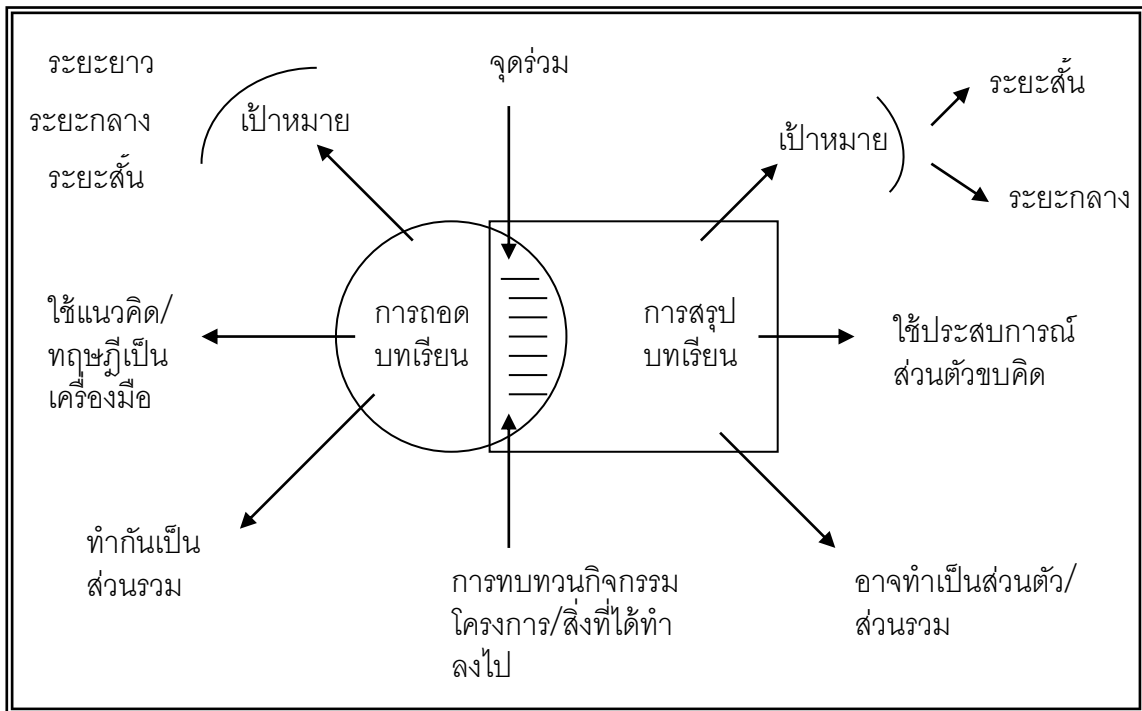 ระยะยาว
ระยะกลาง
ระยะสั้น
เป้าหมาย
จุดร่วม
เป้าหมาย
ระยะสั้น
ระยะกลาง
ใช้แนวคิด/
ทฤษฎีเป็น
เครื่องมือ
การถอด
บทเรียน
การสรุป
บทเรียน
ใช้ประสบการณ์
ส่วนตัวขบคิด
ทำกันเป็น
ส่วนรวม
การทบทวนกิจกรรม
โครงการ/สิ่งที่ได้ทำ
ลงไป
อาจทำเป็นส่วนตัว/
ส่วนรวม